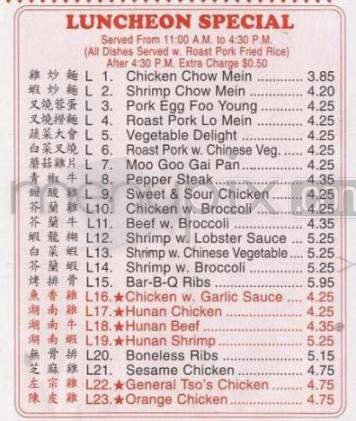 LUNCHEON SPECIAL
Served From 11:00 A.M. to 4:30 P.M.
(All Dishes Served w. Roast Pork Fried Rice)
After 4:30 P.M. Extra Charge $0.50
雞炒麵 L 1. Chicken Chow Mein ............ 3.85
蝦炒麵 L 2. Shrimp Chow Mein .............. 4.20
叉燒蓉蛋 L 3. Pork Egg Foo Young ........... 4.25
叉燒撈麵 L 4. Roast Pork Lo Mein ............ 4.25
蔬菜大會 L 5. Vegetable Delight ............... 4.25
白菜叉燒 L 6. Roast Pork w. Chinese Veg. .... 4.25
蘑菇雞片 L 7. Moo Goo Gai Pan .............. 4.25
青椒牛 L 8. Pepper Steak ..................... 4.35
甜酸雞 L 9. Sweet & Sour Chicken ....... 4.25
芥蘭雞 L10. Chicken w. Broccoli ........... 4.25
芥蘭牛 L11. Beef w. Broccoli ................. 4.35
蝦龍糊 L12. Shrimp w. Lobster Sauce ... 5.25
白菜蝦 L13. Shrimp w. Chinese Vegetable .... 5.25
芥蘭蝦 L14. Shrimp w. Broccoli ............. 5.25
烤排骨 L15. Bar-B-Q Ribs ..................... 5.95
魚香雞 L16.★Chicken w. Garlic Sauce .... 4.25
湖南雞 L17.★Hunan Chicken ................. 4.25
湖南牛 L18.★Hunan Beef ...................... 4.35
湖南蝦 L19.★Hunan Shrimp .................. 5.25
無骨排 L20. Boneless Ribs ................... 5.15
芝麻雞 L21. Sesame Chicken ............... 4.75
左宗雞 L22.★General Tso's Chicken ...... 4.75
陳皮雞 L23.★Orange Chicken ............... 4.75